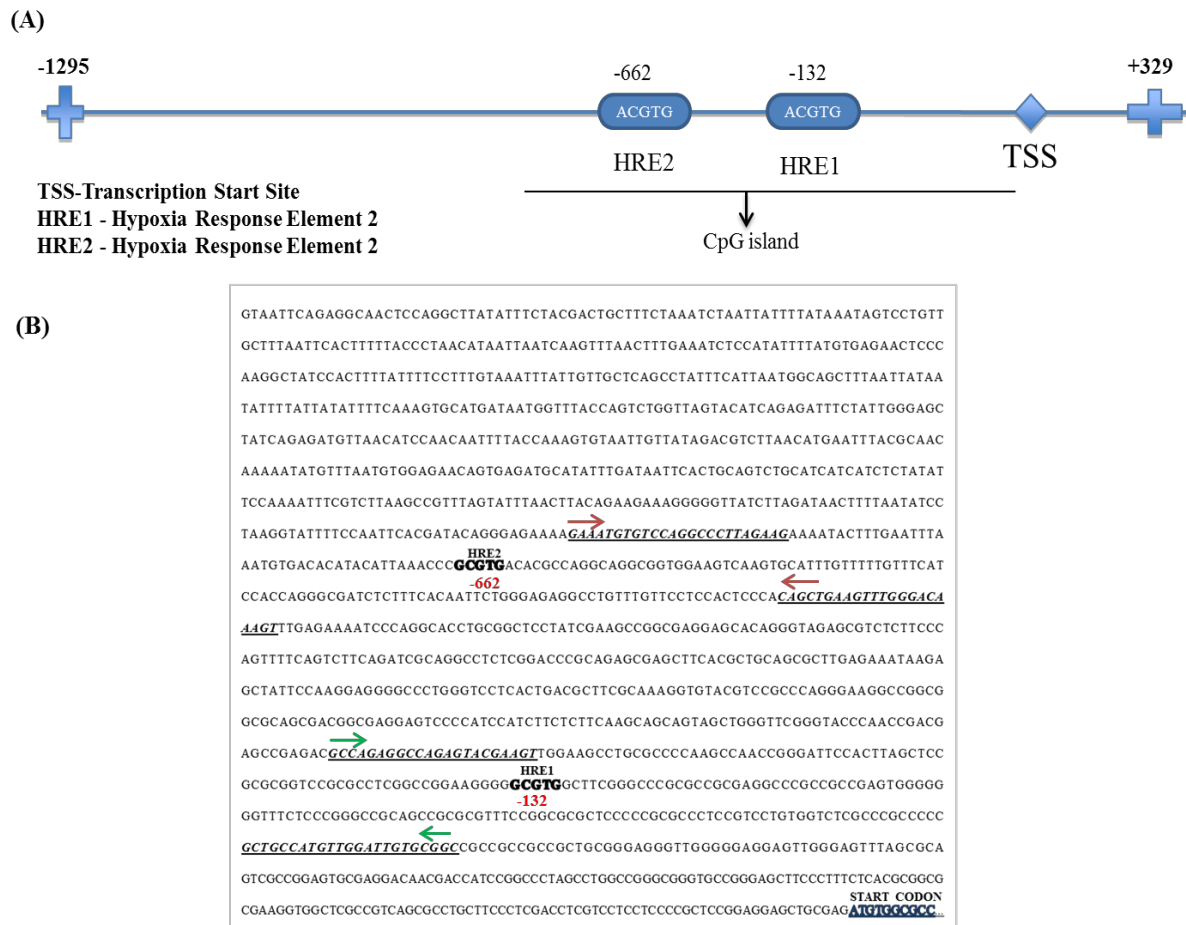 (A)
-1295
-662
-132
+329
ACGTG
ACGTG
HRE2
HRE1
TSS
TSS-Transcription Start Site
HRE1 - Hypoxia Response Element 2
HRE2 - Hypoxia Response Element 2
CpG island
(B)
GTAATTCAGAGGCAACTCCAGGCTTATATTTCTACGACTGCTTTCTAAATCTAATTATTTTATAAATAGTCCTGTT
GCTTTAATTCACTTTTTACCCTAACATAATTAATCAAGTTTAACTTTGAAATCTCCATATTTTATGTGAGAACTCCC
AAGGCTATCCACTTTTATTTTCCTTTGTAAATTTATTGTTGCTCAGCCTATTTCATTAATGGCAGCTTTAATTATAA
TATTTTATTATATTTTCAAAGTGCATGATAATGGTTTACCAGTCTGGTTAGTACATCAGAGATTTCTATTGGGAGC
TATCAGAGATGTTAACATCCAACAATTTTACCAAAGTGTAATTGTTATAGACGTCTTAACATGAATTTACGCAAC
AAAAATATGTTTAATGTGGAGAACAGTGAGATGCATATTTGATAATTCACTGCAGTCTGCATCATCATCTCTATAT
TCCAAAATTTCGTCTTAAGCCGTTTAGTATTTAACTTACAGAAGAAAGGGGGTTATCTTAGATAACTTTTAATATCC
TAAGGTATTTTCCAATTCACGATACAGGGAGAAAAGAAATGTGTCCAGGCCCTTAGAAGAAAATACTTTGAATTTA
HRE2
AATGTGACACATACATTAAACCCGCGTGACACGCCAGGCAGGCGGTGGAAGTCAAGTGCATTTGTTTTTGTTTCAT
-662
CCACCAGGGCGATCTCTTTCACAATTCTGGGAGAGGCCTGTTTGTTCCTCCACTCCCACAGCTGAAGTTTGGGACA
AAGTTTGAGAAAATCCCAGGCACCTGCGGCTCCTATCGAAGCCGGCGAGGAGCACAGGGTAGAGCGTCTCTTCCC
AGTTTTCAGTCTTCAGATCGCAGGCCTCTCGGACCCGCAGAGCGAGCTTCACGCTGCAGCGCTTGAGAAATAAGA
GCTATTCCAAGGAGGGGCCCTGGGTCCTCACTGACGCTTCGCAAAGGTGTACGTCCGCCCAGGGAAGGCCGGCG
GCGCAGCGACGGCGAGGAGTCCCCATCCATCTTCTCTTCAAGCAGCAGTAGCTGGGTTCGGGTACCCAACCGACG
AGCCGAGACGCCAGAGGCCAGAGTACGAAGTTGGAAGCCTGCGCCCCAAGCCAACCGGGATTCCACTTAGCTCC
HRE1
GCGCGGTCCGCGCCTCGGCCGGAAGGGGGCGTGGCTTCGGGCCCGCGCCGCGAGGCCCGCCGCCGAGTGGGGG
-132
GGTTTCTCCCGGGCCGCAGCCGCGCGTTTCCGGCGCGCTCCCCCGCGCCCTCCGTCCTGTGGTCTCGCCCGCCCCC
GCTGCCATGTTGGATTGTGCGGCCGCCGCCGCCGCTGCGGGAGGGTTGGGGGAGGAGTTGGGAGTTTAGCGCA
GTCGCCGGAGTGCGAGGACAACGACCATCCGGCCCTAGCCTGGCCGGGCGGGTGCCGGGAGCTTCCCTTTCTCACGCGGCG
START CODON
CGAAGGTGGCTCGCCGTCAGCGCCTGCTTCCCTCGACCTCGTCCTCCTCCCCGCTCCGGAGGAGCTGCGAGATGTGGCGCC...